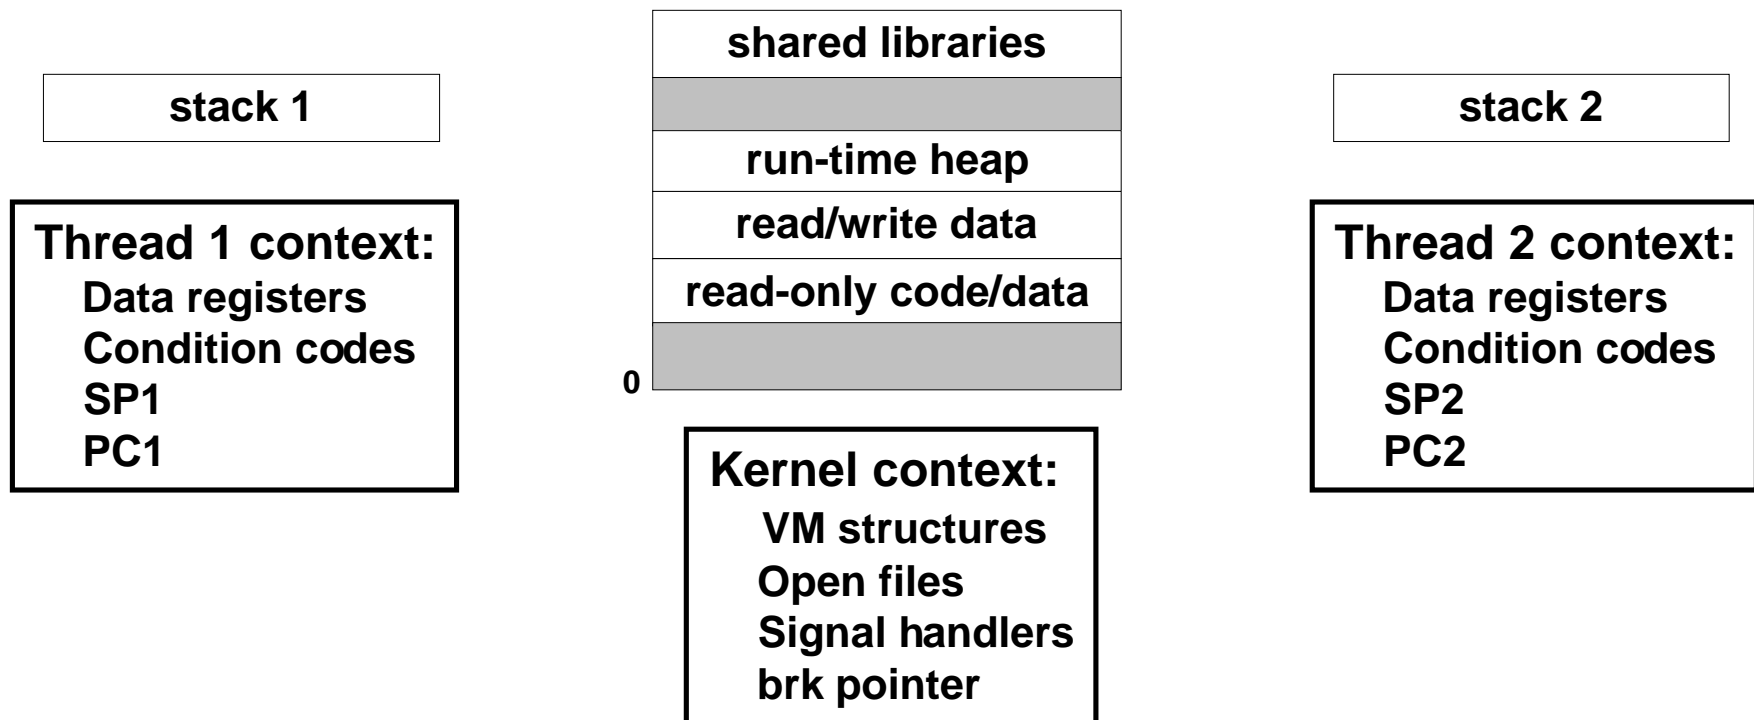 stack 1
Thread 1 context:
Data registers
Condition codes
SP1
PC1
shared libraries
run-time heap
read/write data
read-only code/data
0
Kernel context:
VM structures
Open files
Signal handlers
brk pointer
stack 2
Thread 2 context:
Data registers
Condition codes
SP2
PC2